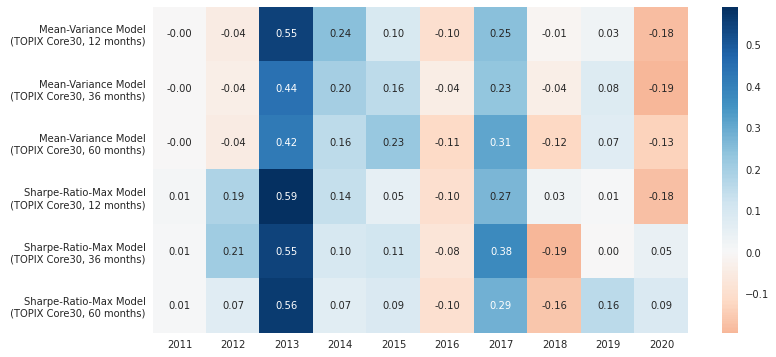 Mean-Variance Model
(TOPIX Core30, 12 months)
-0.00 -0.04 0.55 0.24 0.10 -0.10 0.25 -0.01 0.03 -0.18
Mean-Variance Model
(TOPIX Core30, 36 months)
-0.00 -0.04 0.44 0.20 0.16 -0.04 0.23 -0.04 0.08 -0.19
Mean-Variance Model
(TOPIX Core30, 60 months)
-0.00 -0.04 0.42 0.16 0.23 -0.11 0.31 -0.12 0.07 -0.13
Sharpe-Ratio-Max Model
(TOPIX Core30, 12 months)
0.01 0.19 0.59 0.14 0.05 -0.10 0.27 0.03 0.01 -0.18
Sharpe-Ratio-Max Model
(TOPIX Core30, 36 months)
0.01 0.21 0.55 0.10 0.11 -0.08 0.38 -0.19 0.00 0.05
Sharpe-Ratio-Max Model
(TOPIX Core30, 60 months)
0.01 0.07 0.56 0.07 0.09 -0.10 0.29 -0.16 0.16 0.09
2011 2012 2013 2014 2015 2016 2017 2018 2019 2020
0.5
0.4
0.3
0.2
0.1
0.0
−0.1